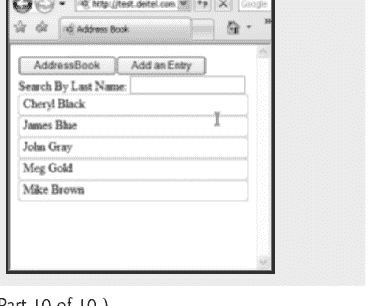 http://test.deitel.com
Google
Address Book
AddressBook
Add an Entry
Search By Last Name:
Cheryl Black
James Blue
John Gray
Meg Gold
Mike Brown
Part 10 of 10.)